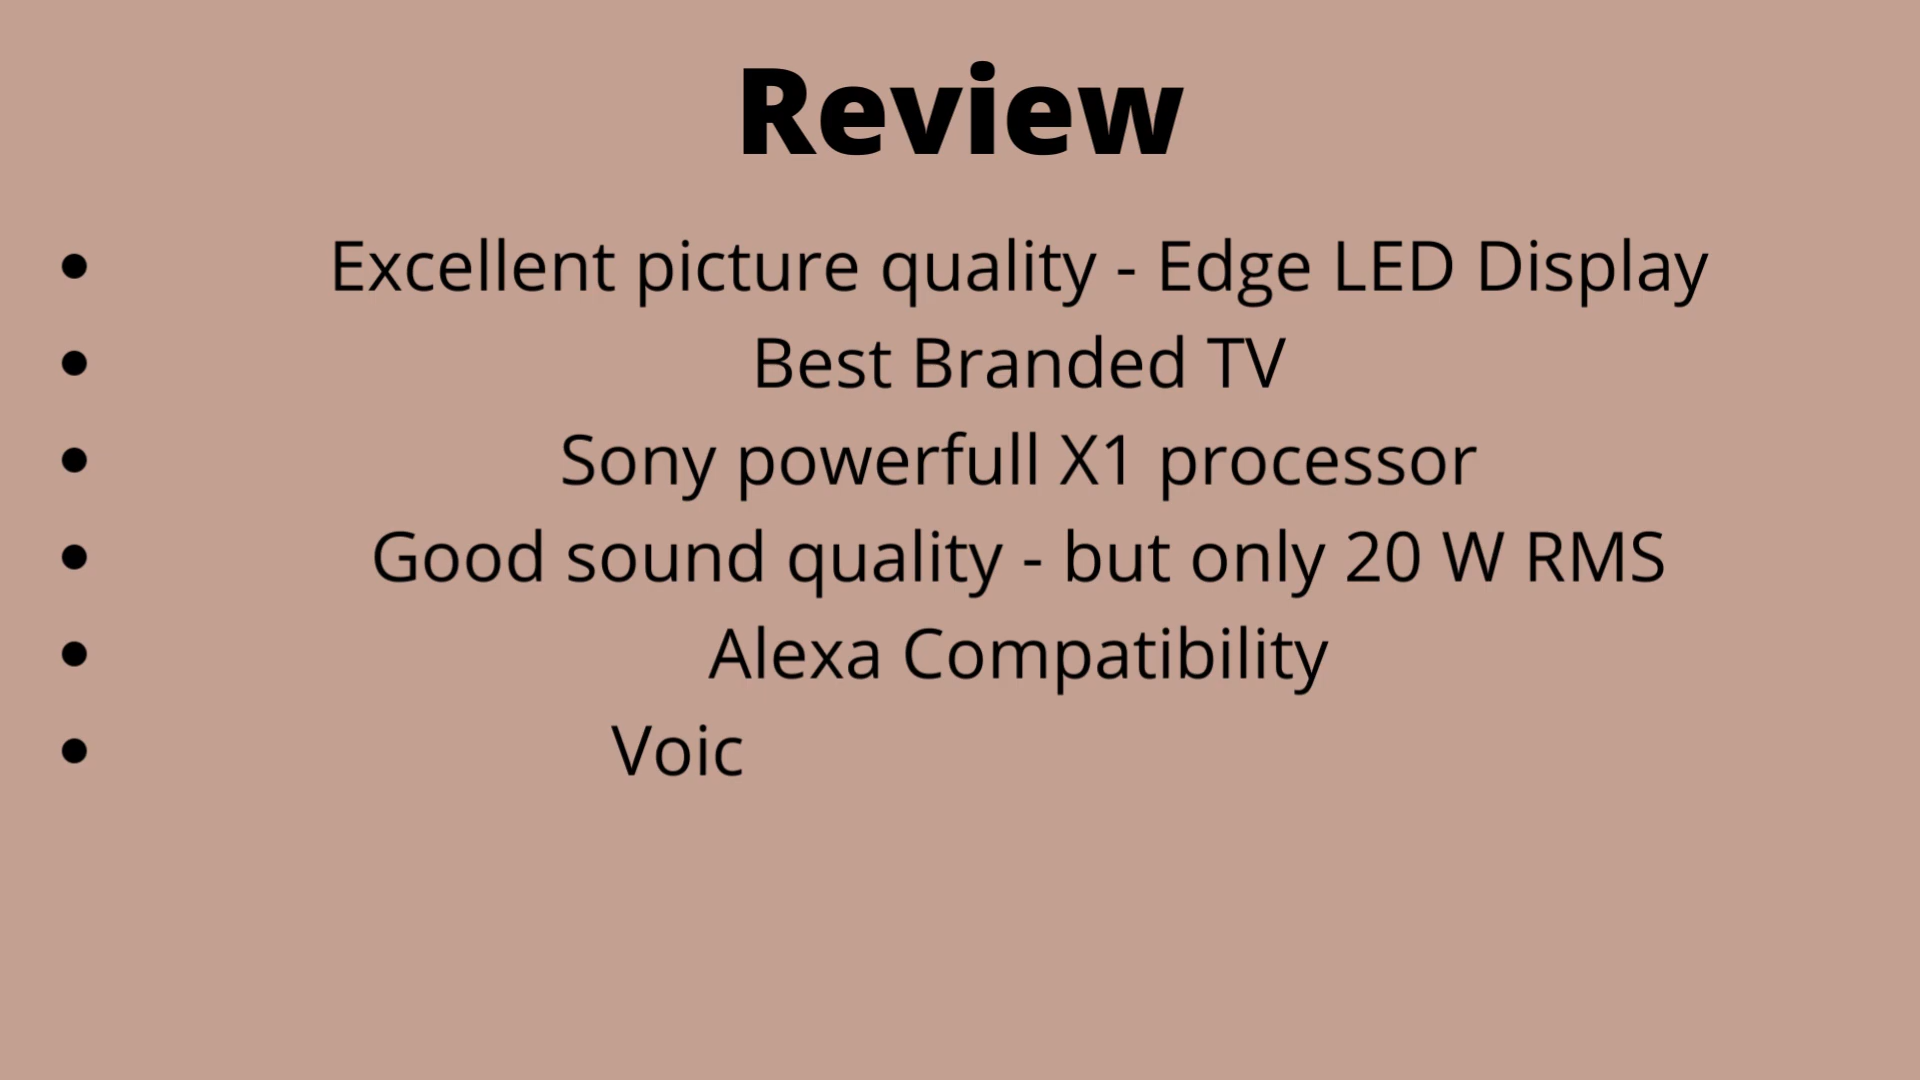 Review
• Excellent picture quality - Edge LED Display
• Best Branded TV
• Sony powerfull X1 processor
• Good sound quality - but only 20 W RMS
• Alexa Compatibility
• Voic